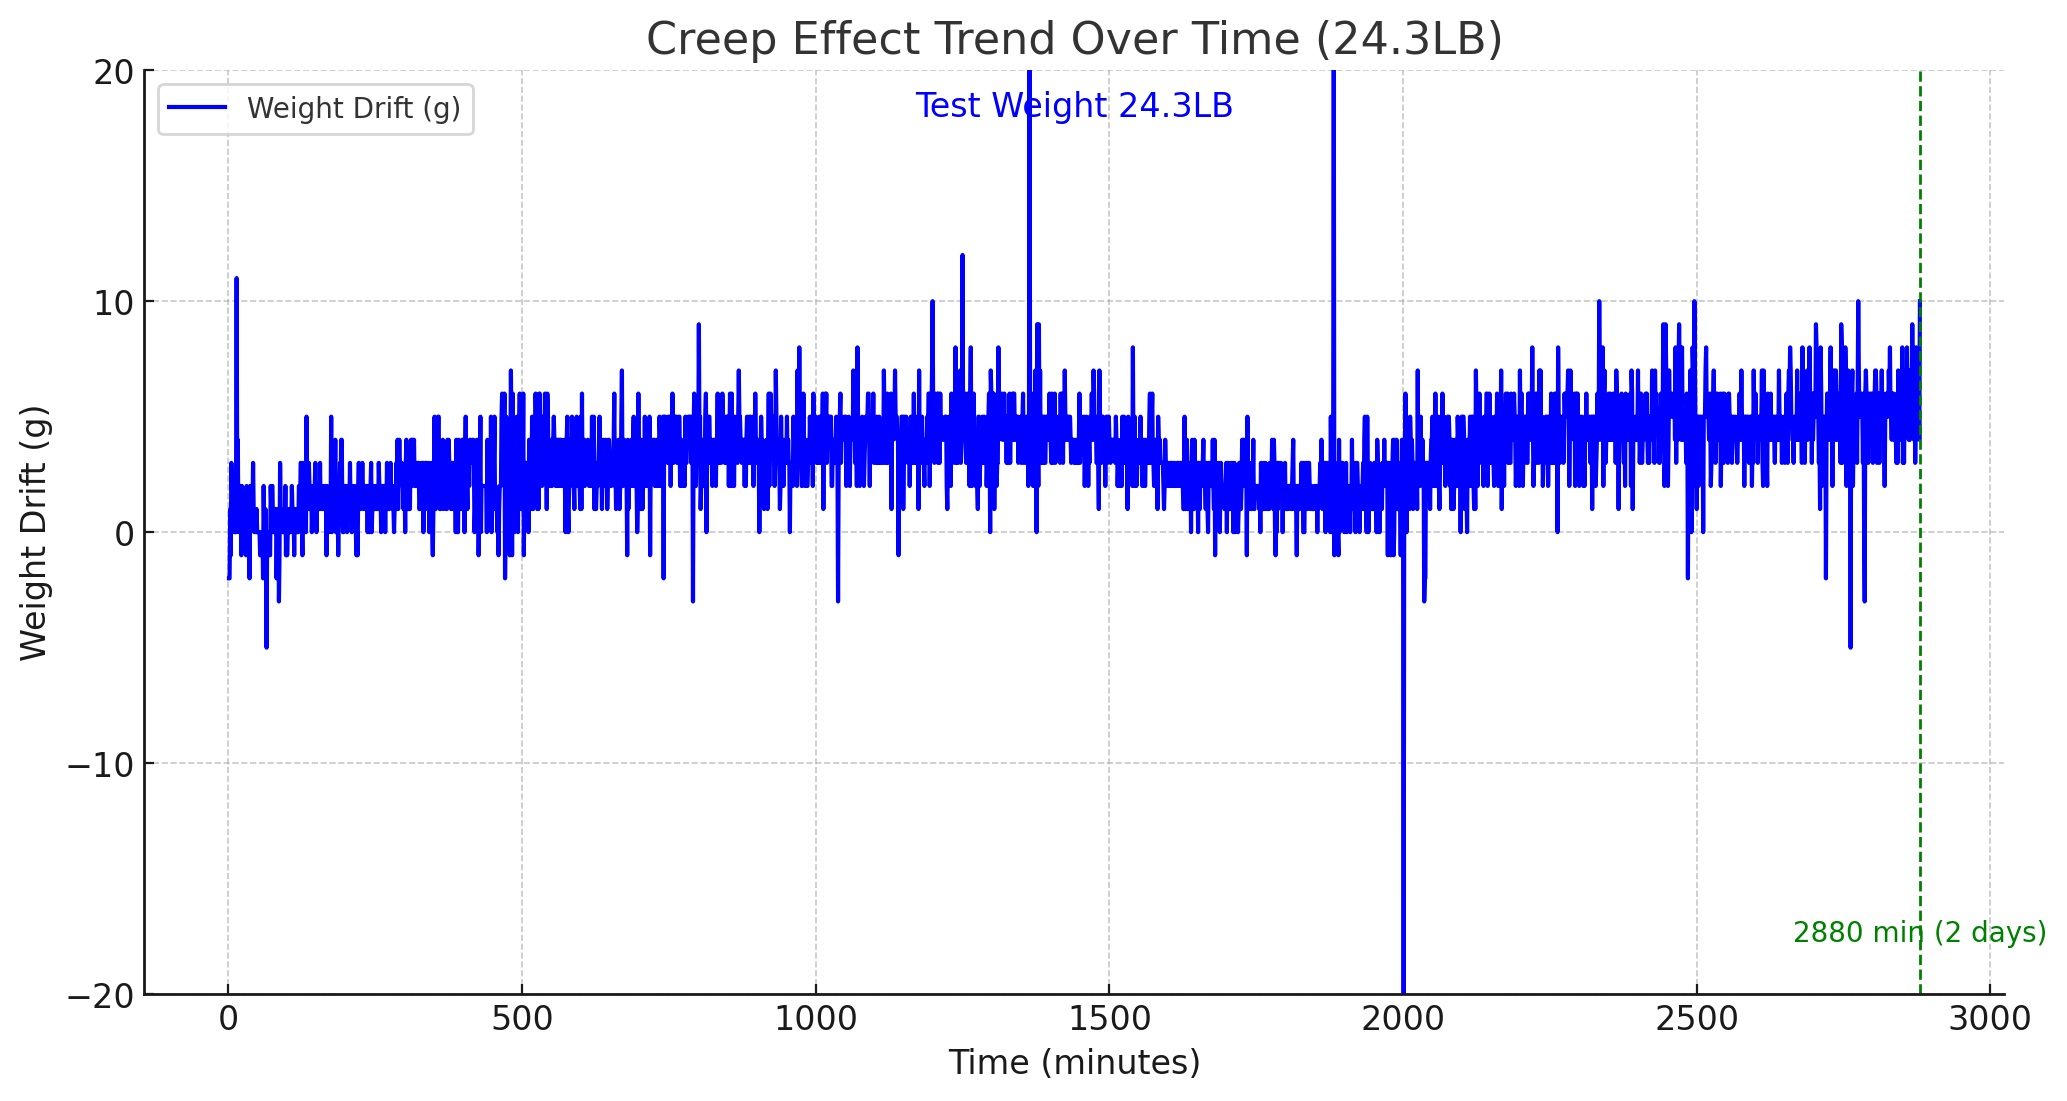 Creep Effect Trend Over Time (24.3LB)
Weight Drift (g)
Test Weight 24.3LB
Weight Drift (g)
20
10
0
−10
−20
2880 min (2 days)
0 500 1000 1500 2000 2500 3000
Time (minutes)